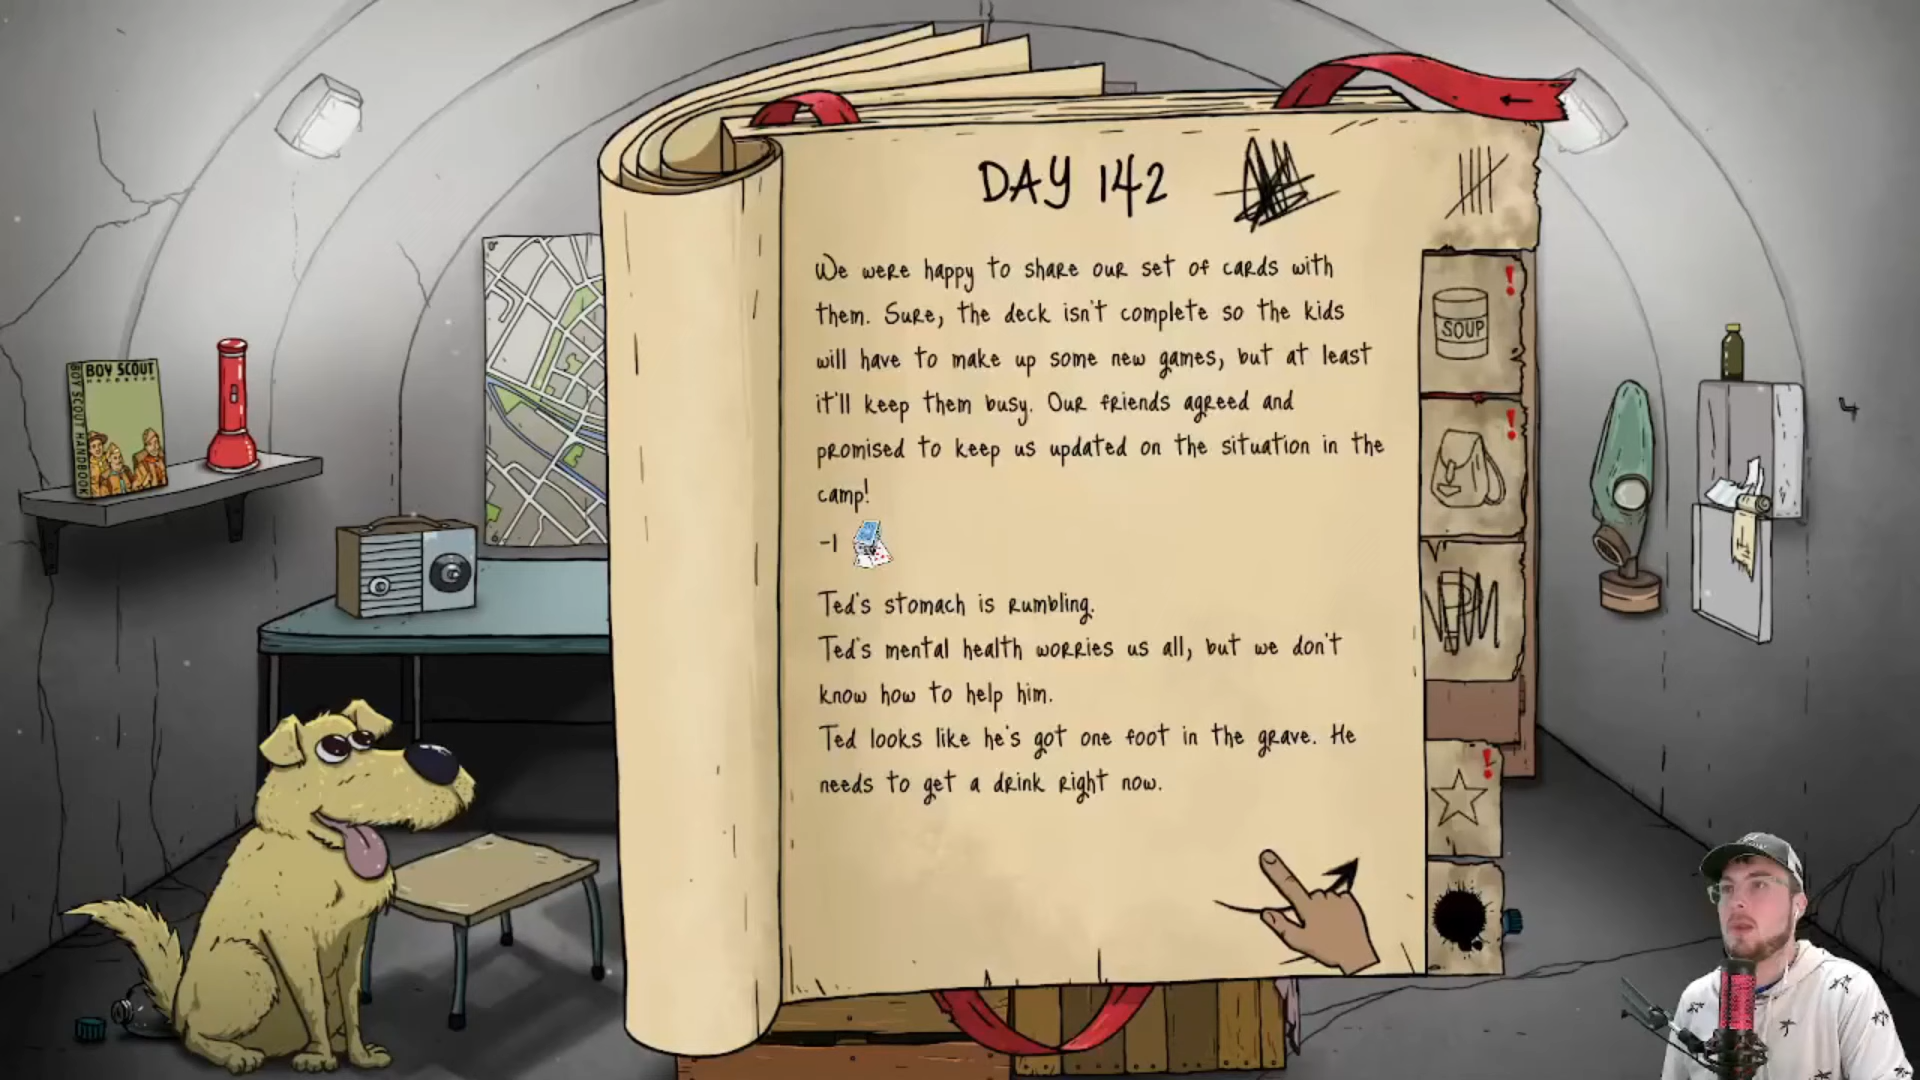 DAY 142
We were happy to share our set of cards with
them. Sure, the deck isn't complete so the kids
will have to make up some new games, but at least
it'll keep them busy. Our friends agreed and
promised to keep us updated on the situation in the
camp!
-1
Ted's stomach is rumbling.
Ted's mental health worries us all, but we don't
know how to help him.
Ted looks like he's got one foot in the grave. He
needs to get a drink right now.
SOUP
!
!
!
BOY SCOUT
BOY SCOUT HANDBOOK